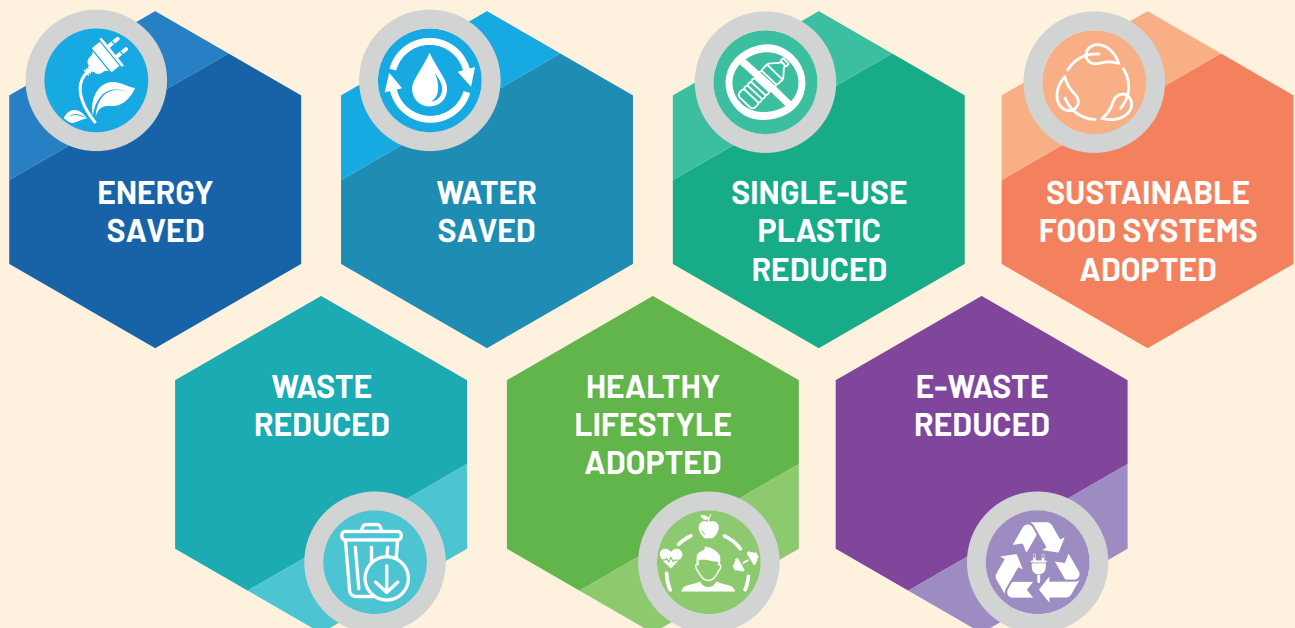 ENERGY
SAVED
WATER
SAVED
SINGLE-USE
PLASTIC
REDUCED
SUSTAINABLE
FOOD SYSTEMS
ADOPTED
WASTE
REDUCED
HEALTHY
LIFESTYLE
ADOPTED
E-WASTE
REDUCED